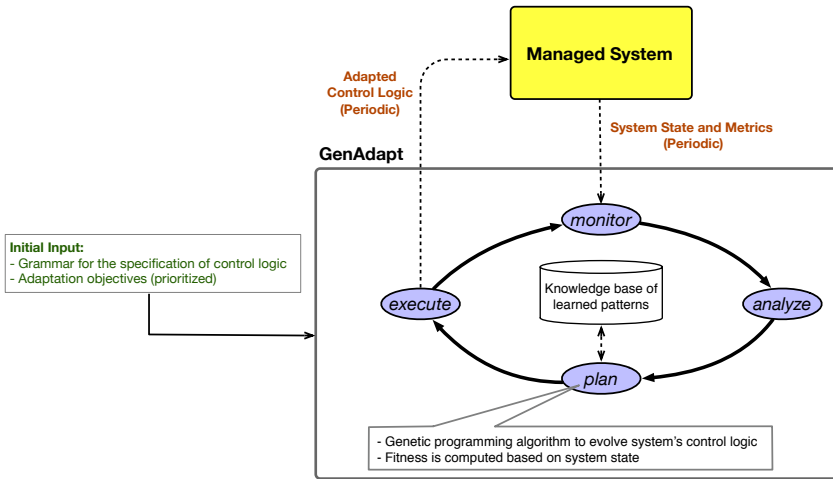 Managed System
Adapted
Control Logic
(Periodic)
System State and Metrics
(Periodic)
GenAdapt
monitor
Initial Input:
- Grammar for the specification of control logic
- Adaptation objectives (prioritized)
Knowledge base of
learned patterns
execute
analyze
plan
- Genetic programming algorithm to evolve system's control logic
- Fitness is computed based on system state